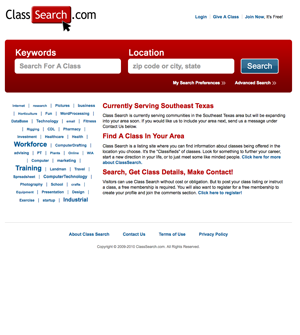 ClassSearch.com
Login | Give A Class | Join Now, It's Free!
Keywords
Location
Search For A Class
zip code or city, state
Search
My Search Preferences >> Advanced Search >>
Internet | research | Pictures | business
| Horticulture | Fun | WordProcessing |
DataBase | Technology | email | Fitness
| Rigging | CDL | Pharmacy |
Investment | Healthcare | Health |
Workforce | ComputerDrafting |
advising | PT | Plants | Online | NRA
| Computer | marketing |
Training | Landman | Travel |
Spreadsheet | ComputerTechnology |
Photography | School | crafts |
Equipment | Presentation | Design |
Exercise | startup | Industrial
Currently Serving Southeast Texas
Class Search is currently serving communities in the Southeast Texas area but will be expanding
into your area soon. If you would like us to include your area next, send us a message under
Contact Us below.
Find A Class In Your Area
Class Search is a listing site where you can find information about classes being offered in the
location you choose. It's the "Classifieds" of classes. Look for something to further your career,
start a new direction in your life, or to just meet some like minded people. Click here for more
about ClassSearch.
Search, Get Class Details, Make Contact!
Visitors can use Class Search without cost or obligation. But to post your class listing or instruct
a class, a free membership is required. You will also want to register for a free membership to
create your profile and join the comments section. Click here to register!
About Class Search Contact Us Terms of Use Privacy Policy
Copyright © 2009-2010 ClassSearch.com. All Rights Reserved.